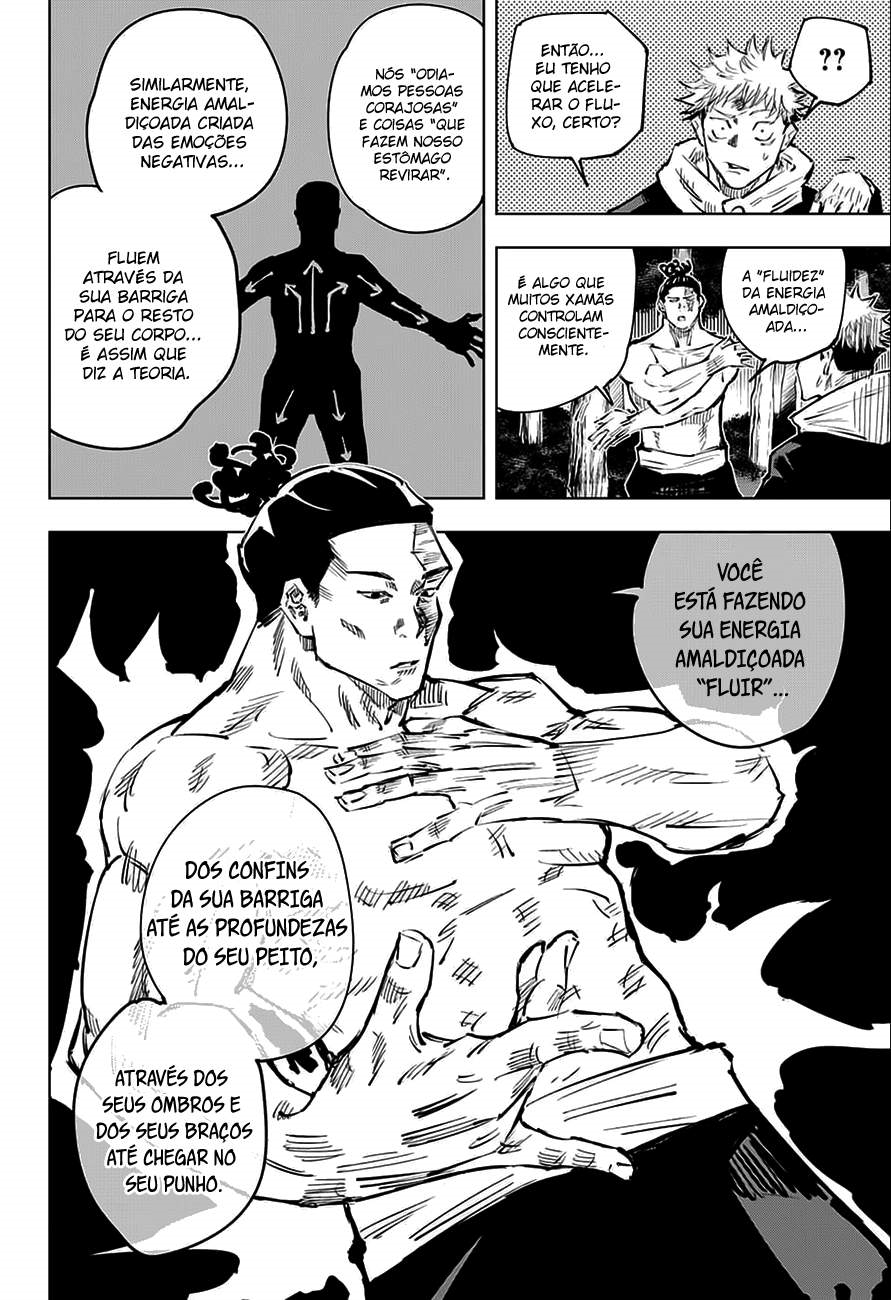 ??
ENTÃO...
EU TENHO
QUE ACELE-
RAR O FLU-
XO, CERTO?
A "FLUIDEZ"
DA ENERGIA
AMALDIÇO-
ADA...
É ALGO QUE
MUITOS XAMÃS
CONTROLAM
CONSCIENTE-
MENTE.
NÓS "ODIA-
MOS PESSOAS
CORAJOSAS"
E COISAS "QUE
FAZEM NOSSO
ESTÔMAGO
REVIRAR".
SIMILARMENTE,
ENERGIA AMAL-
DIÇOADA CRIADA
DAS EMOÇÕES
NEGATIVAS...
FLUEM
ATRAVÉS DA
SUA BARRIGA
PARA O RESTO
DO SEU CORPO...
É ASSIM QUE
DIZ A TEORIA.
VOCÊ
ESTÁ FAZENDO
SUA ENERGIA
AMALDIÇOADA
"FLUIR"...
DOS CONFINS
DA SUA BARRIGA
ATÉ AS PROFUNDEZAS
DO SEU PEITO,
ATRAVÉS DOS
SEUS OMBROS E
DOS SEUS BRAÇOS
ATÉ CHEGAR NO
SEU PUNHO.